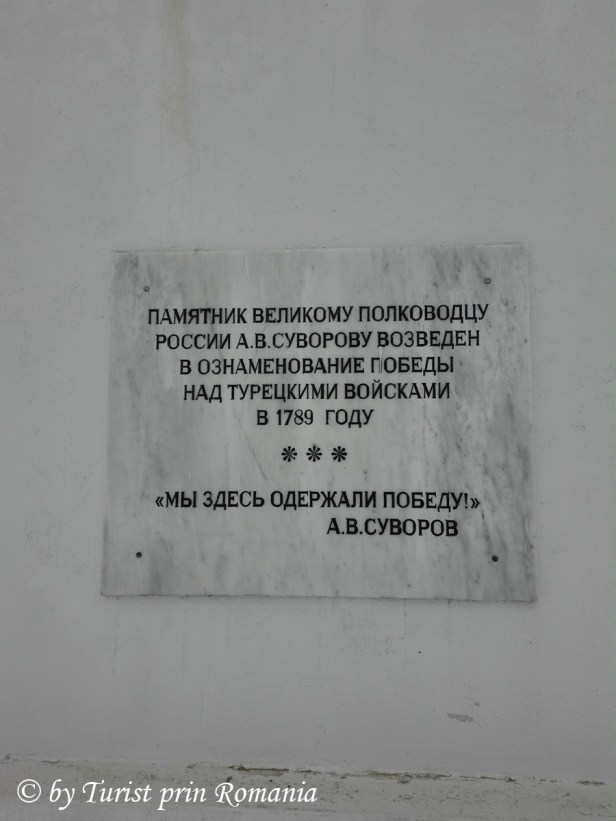 ПАМЯТНИК ВЕЛИКОМУ ПОЛКОВОДЦУ
РОССИИ А.В.СУВОРОВУ ВОЗВЕДЕН
В ОЗНАМЕНОВАНИЕ ПОБЕДЫ
НАД ТУРЕЦКИМИ ВОЙСКАМИ
В 1789 ГОДУ
* * *
«МЫ ЗДЕСЬ ОДЕРЖАЛИ ПОБЕДУ!»
А.В.СУВОРОВ
© by Turist prin Romania